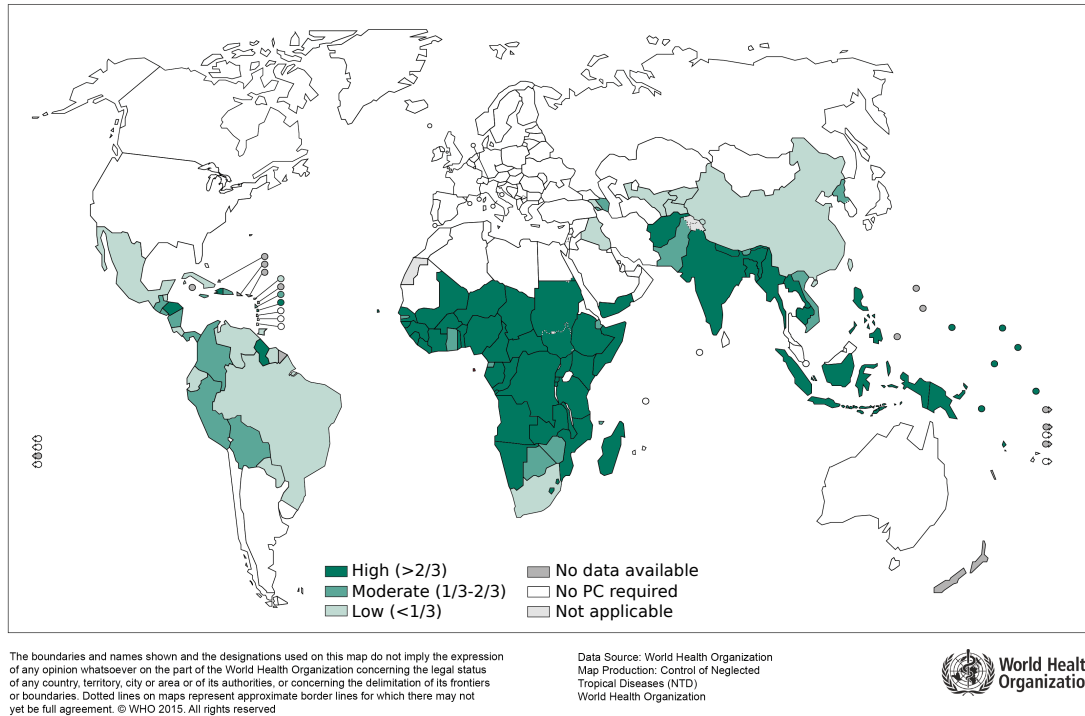 High (>2/3)
Moderate (1/3-2/3)
Low (<1/3)
No data available
No PC required
Not applicable
The boundaries and names shown and the designations used on this map do not imply the expression
of any opinion whatsoever on the part of the World Health Organization concerning the legal status
of any country, territory, city or area or of its authorities, or concerning the delimitation of its frontiers
or boundaries. Dotted lines on maps represent approximate border lines for which there may not
yet be full agreement. © WHO 2015. All rights reserved
Data Source: World Health Organization
Map Production: Control of Neglected
Tropical Diseases (NTD)
World Health Organization
World Health
Organizatio